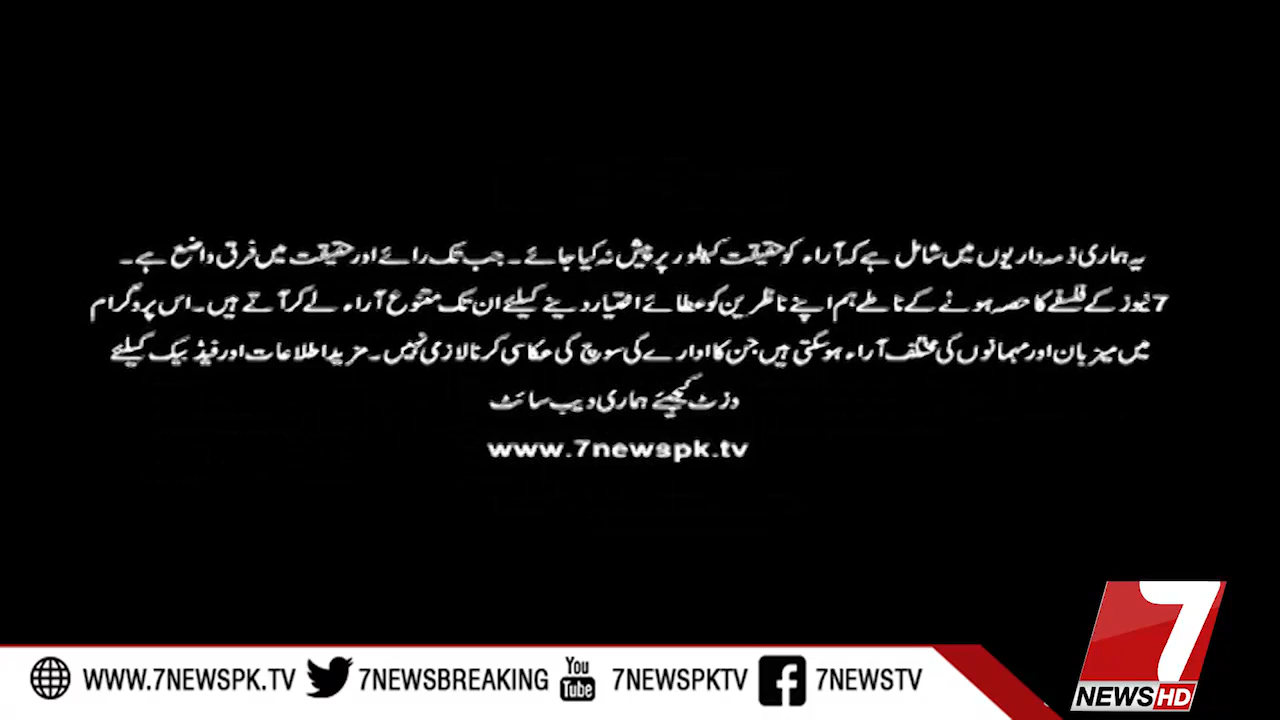 یہ ہماری ذمہ داریوں میں شامل ہے کہ آراء کو حقیقت کے طور پر پیش نہ کیا جائے۔ جب تک رائے اور حقیقت میں فرق واضع ہے۔
7 نیوز کے فلسفے کا حصہ ہونے کے ناطے ہم اپنے ناظرین کو عطائے اختیار دینے کیلئے ان تک متنوع آراء لے کر آتے ہیں۔ اس پروگرام
میں میزبان اور مہمانوں کی مختلف آراء ہو سکتی ہیں جن کا ادارے کی سوچ کی عکاسی کرنا لازمی نہیں۔ مزید اطلاعات اور فیڈ بیک کیلئے
وزٹ کیجیئے ہماری ویب سائٹ
www.7newspk.tv
7 NEWS HD
WWW.7NEWSPK.TV 7NEWSBREAKING You Tube 7NEWSPKTV f 7NEWSTV